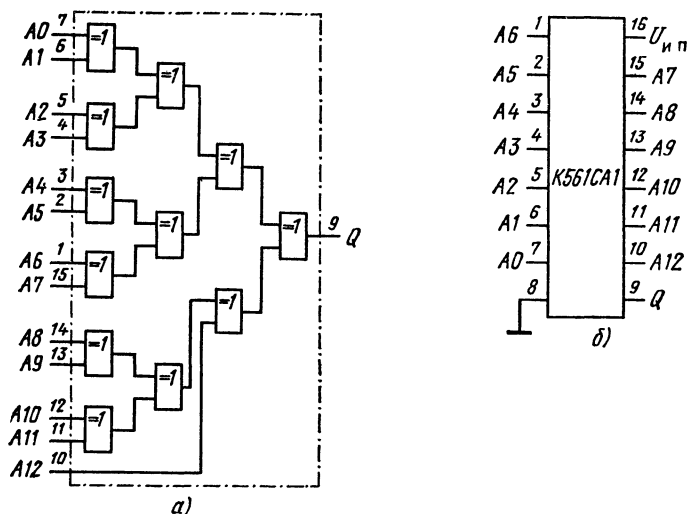 A0 7
A1 6
=1
A2 5
A3 4
=1
=1
A4 3
A5 2
=1
A6 1
A7 15
=1
=1
=1
A8 14
A9 13
=1
A10 12
A11 11
=1
=1
A12 10
=1
=1
9 Q
а)
A6 1
A5 2
A4 3
A3 4
A2 5
A1 6
A0 7
8
К561СА1
16 Uи п
15 A7
14 A8
13 A9
12 A10
11 A11
10 A12
9 Q
б)